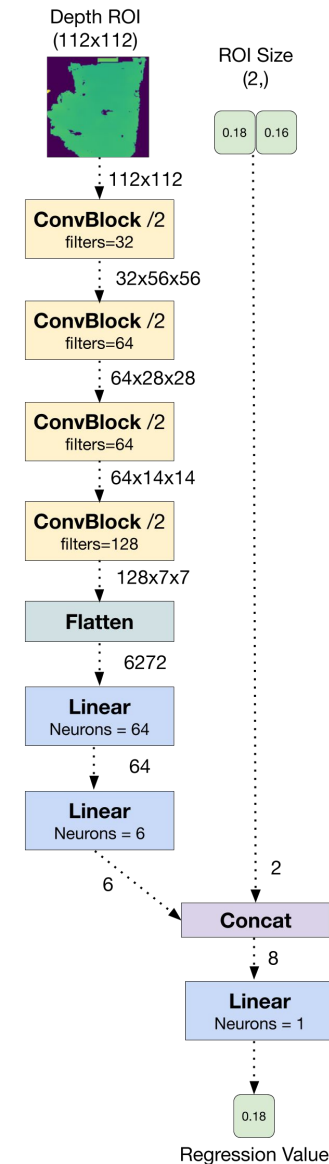 Depth ROI
(112x112)
ROI Size
(2,)
0.18
0.16
112x112
ConvBlock /2
filters=32
32x56x56
ConvBlock /2
filters=64
64x28x28
ConvBlock /2
filters=64
64x14x14
ConvBlock /2
filters=128
128x7x7
Flatten
6272
Linear
Neurons = 64
64
Linear
Neurons = 6
6
2
Concat
8
Linear
Neurons = 1
0.18
Regression Value